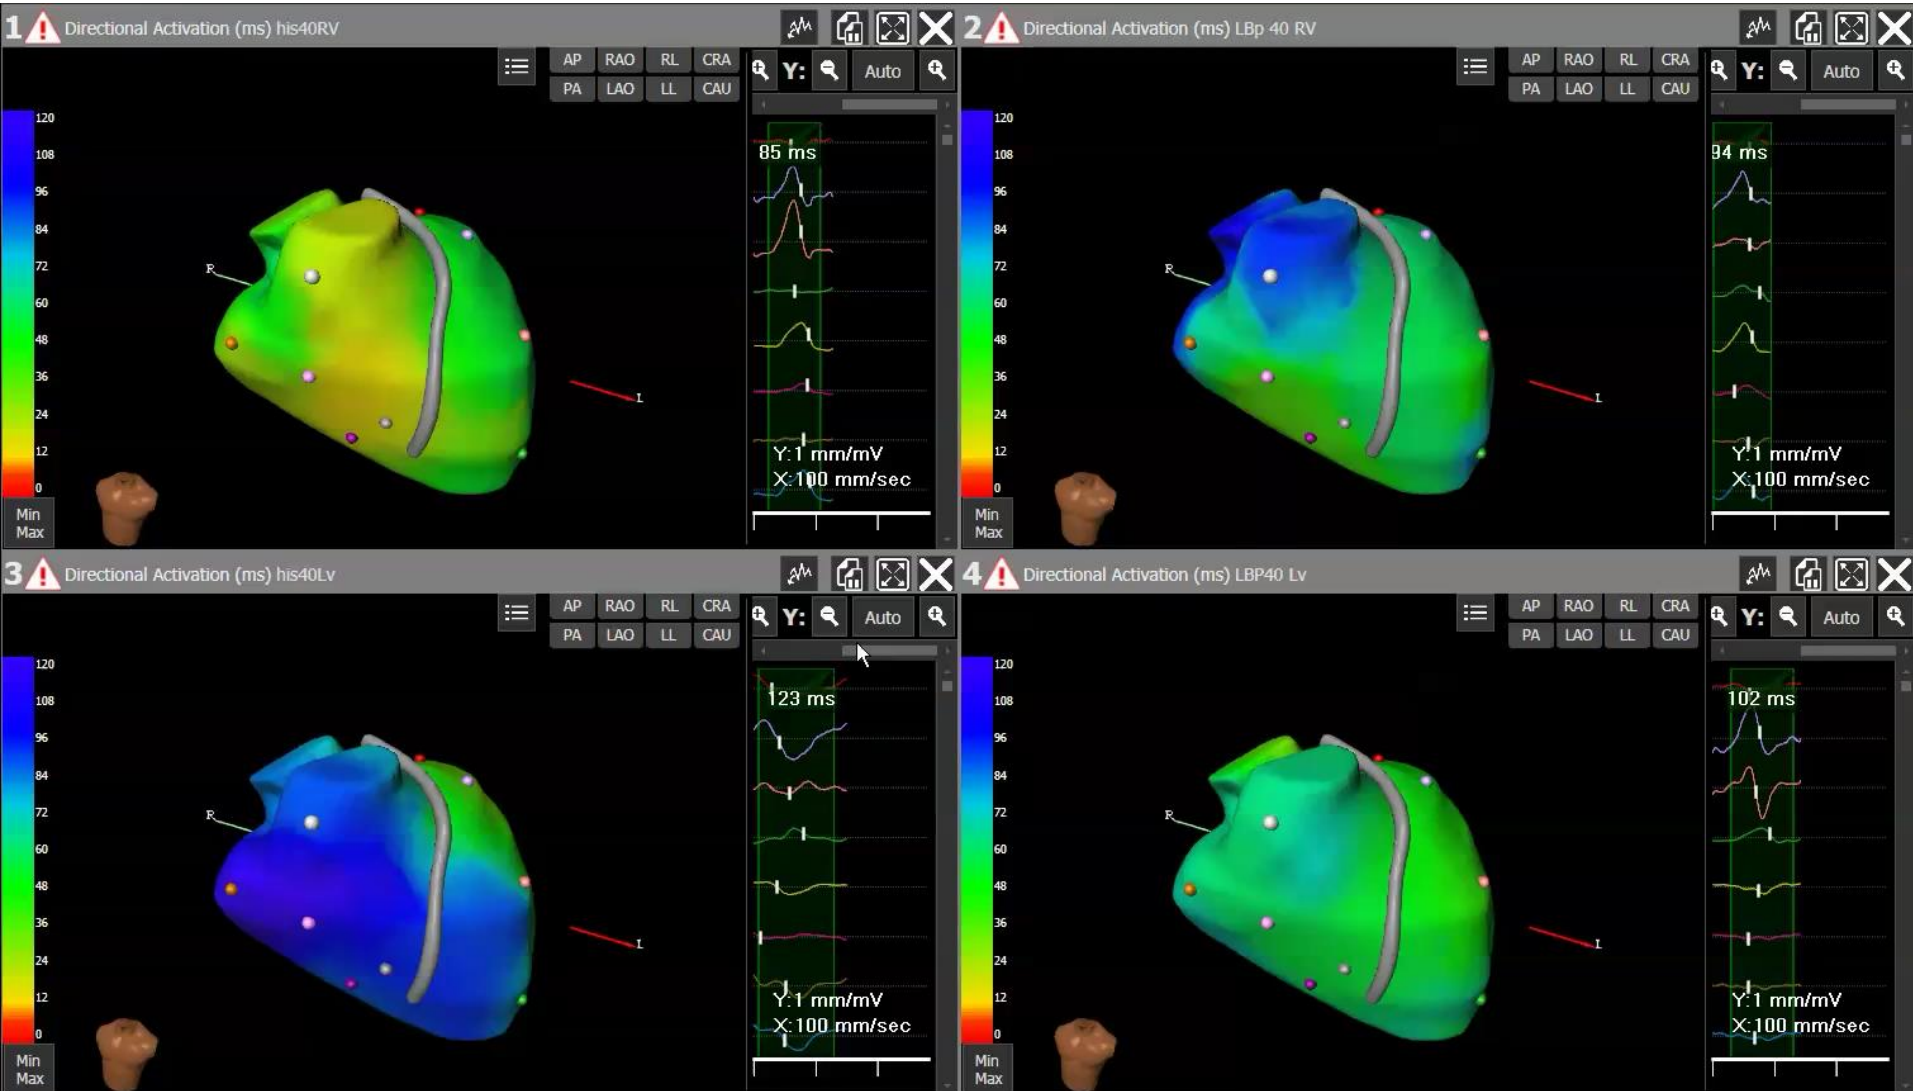 1 Directional Activation (ms) his40RV
AP RAO RL CRA
PA LAO LL CAU
Y: Auto
120
108
96
84
72
60
48
36
24
12
0
Min
Max
R
L
85 ms
Y:1 mm/mV
X:100 mm/sec
2 Directional Activation (ms) LBp 40 RV
AP RAO RL CRA
PA LAO LL CAU
Y: Auto
120
108
96
84
72
60
48
36
24
12
0
Min
Max
R
L
94 ms
Y:1 mm/mV
X:100 mm/sec
3 Directional Activation (ms) his40Lv
AP RAO RL CRA
PA LAO LL CAU
Y: Auto
120
108
96
84
72
60
48
36
24
12
0
Min
Max
R
L
123 ms
Y:1 mm/mV
X:100 mm/sec
4 Directional Activation (ms) LBP40 Lv
AP RAO RL CRA
PA LAO LL CAU
Y: Auto
120
108
96
84
72
60
48
36
24
12
0
Min
Max
R
L
102 ms
Y:1 mm/mV
X:100 mm/sec